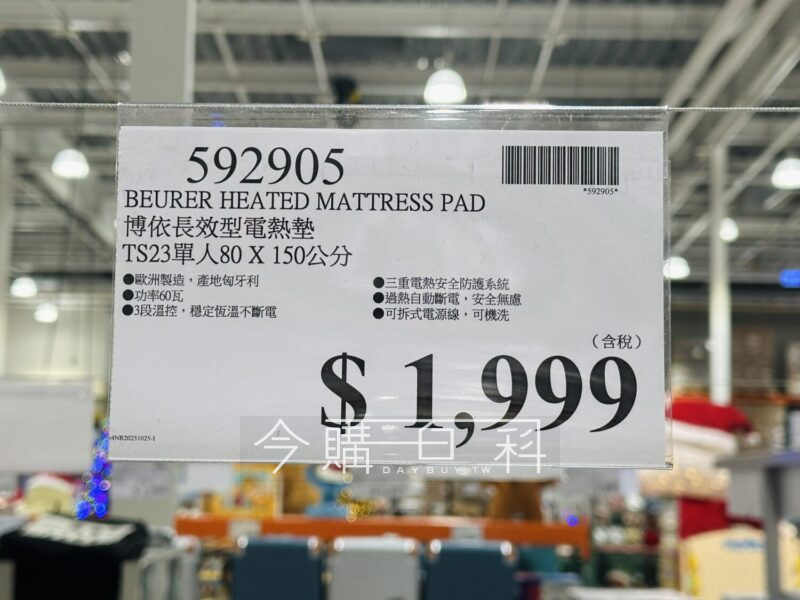 592905
*592905*
BEURER HEATED MATTRESS PAD
博依長效型電熱墊
TS23單人80 X 150公分
●歐洲製造，產地匈牙利
●功率60瓦
●3段溫控，穩定恆溫不斷電
●三重電熱安全防護系統
●過熱自動斷電，安全無慮
●可拆式電源線，可機洗
（含稅）
$ 1,999
4NR20251025-1
今購百科
DAYBUY.TW